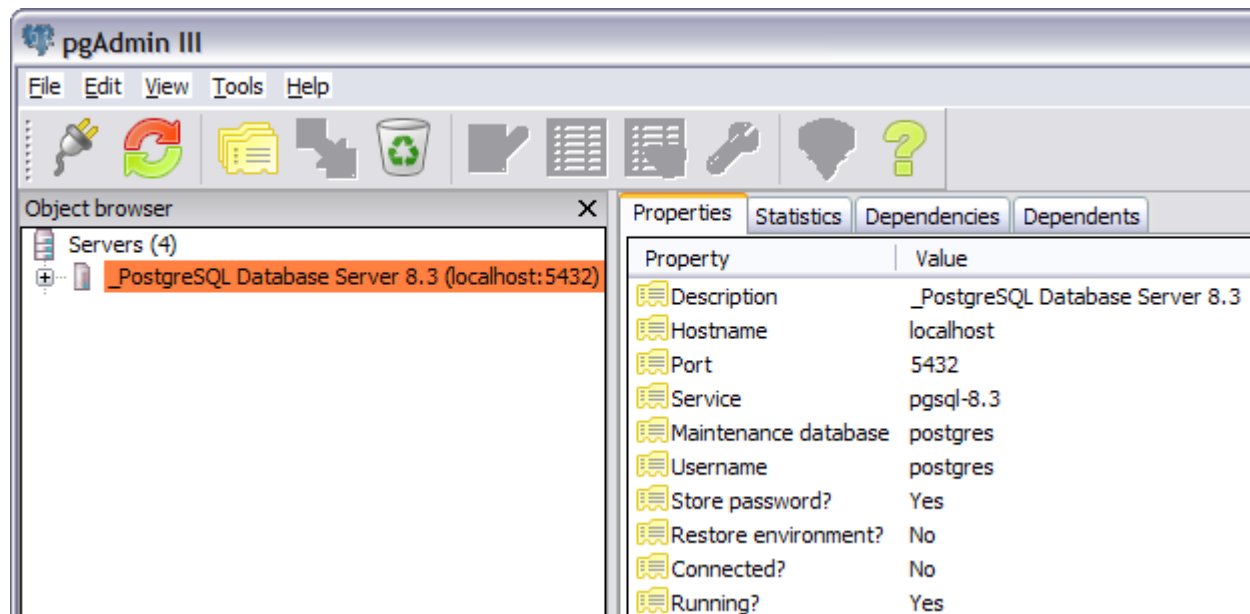 pgAdmin III
File Edit View Tools Help
Object browser
Servers (4)
_PostgreSQL Database Server 8.3 (localhost:5432)
Properties Statistics Dependencies Dependents
Property Value
Description _PostgreSQL Database Server 8.3
Hostname localhost
Port 5432
Service pgsql-8.3
Maintenance database postgres
Username postgres
Store password? Yes
Restore environment? No
Connected? No
Running? Yes